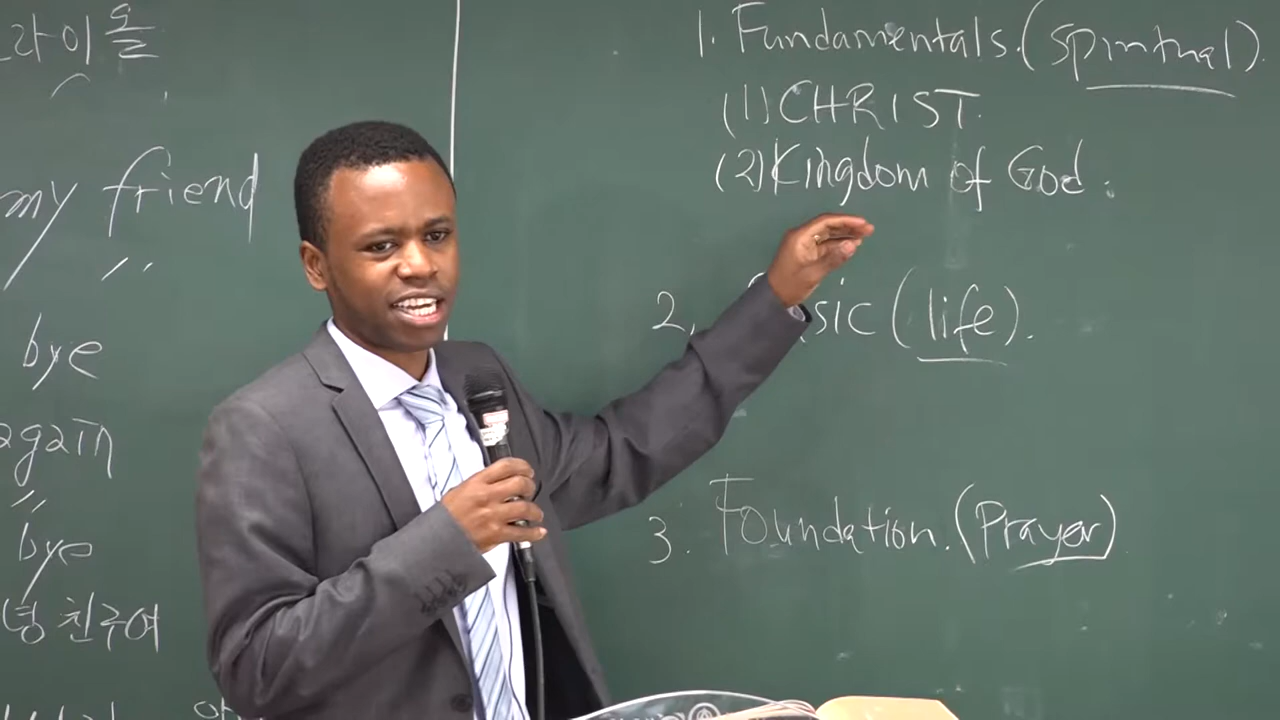 라이를
my friend
bye
again
bye
녕 친구여
1. Fundamentals. (Spiritual).
(1) CHRIST.
(2) Kingdom of God.
2. sic (life).
3. Foundation. (Prayer)